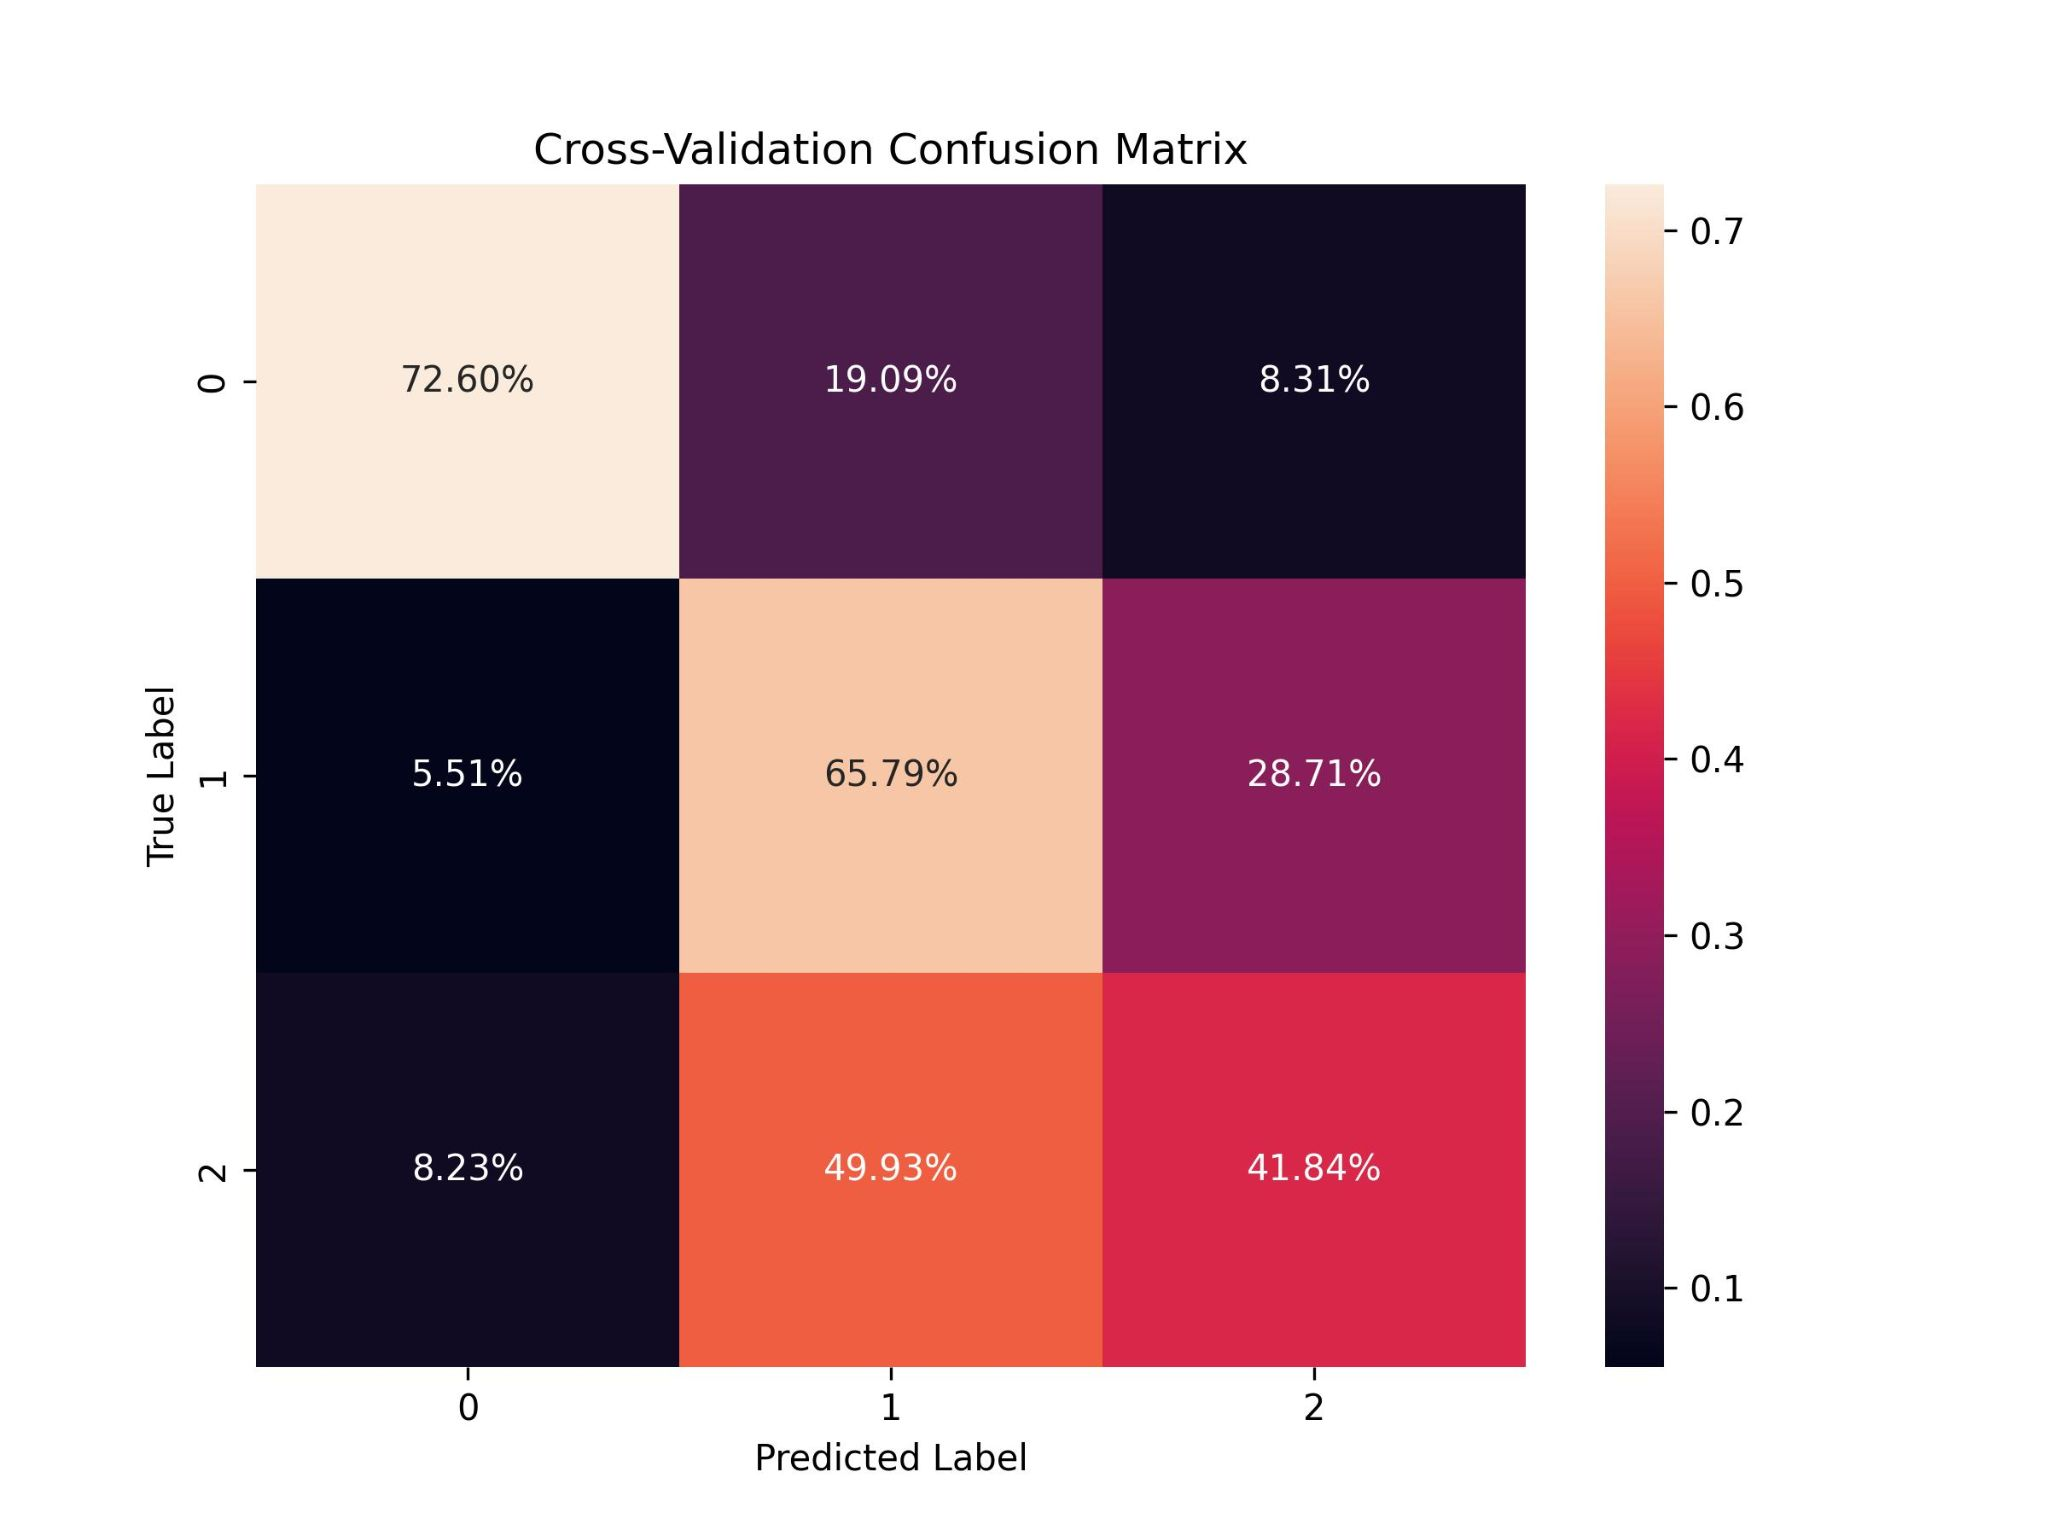 Cross-Validation Confusion Matrix
True Label
0
72.60% 19.09% 8.31%
1
5.51% 65.79% 28.71%
2
8.23% 49.93% 41.84%
0 1 2
Predicted Label
0.7
0.6
0.5
0.4
0.3
0.2
0.1